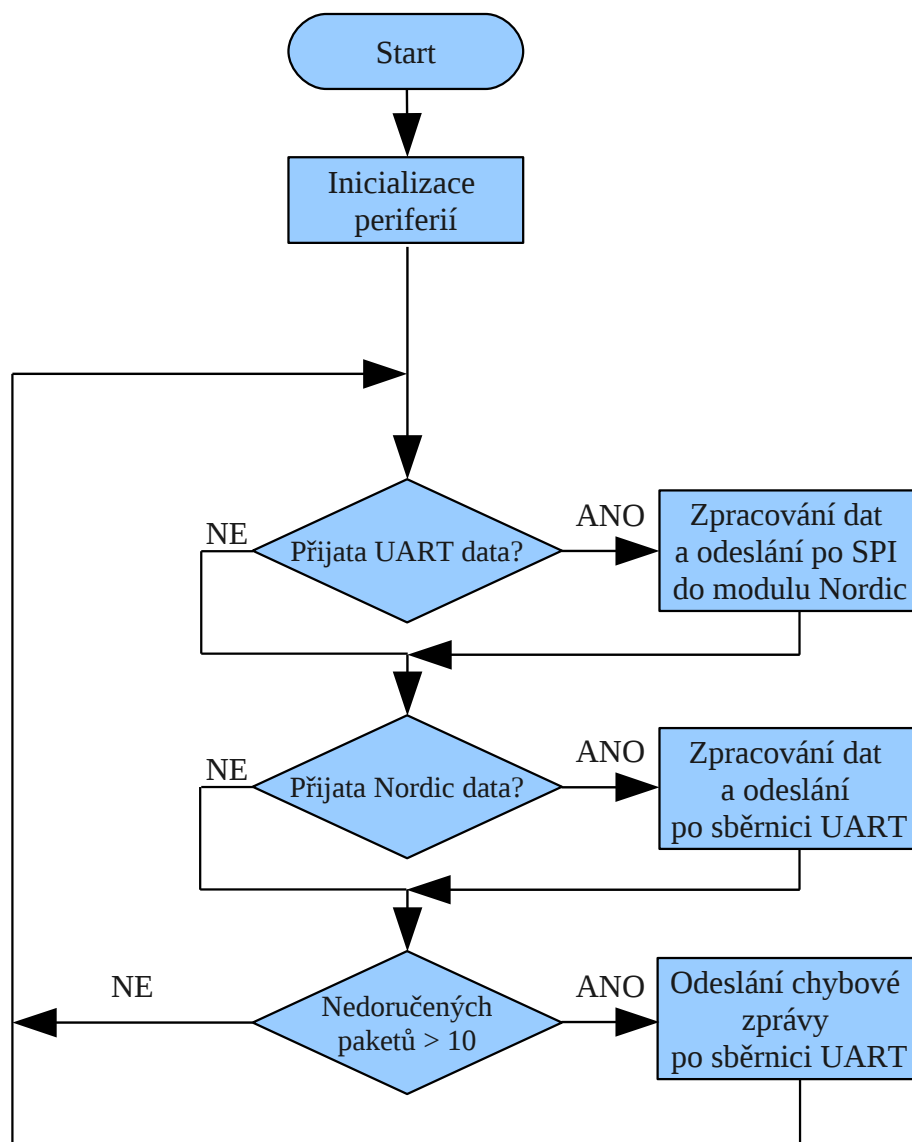 Start
Inicializace
periferií
NE
Přijata UART data?
ANO
Zpracování dat
a odeslání po SPI
do modulu Nordic
NE
Přijata Nordic data?
ANO
Zpracování dat
a odeslání
po sběrnici UART
NE
Nedoručených
paketů > 10
ANO
Odeslání chybové
zprávy
po sběrnici UART